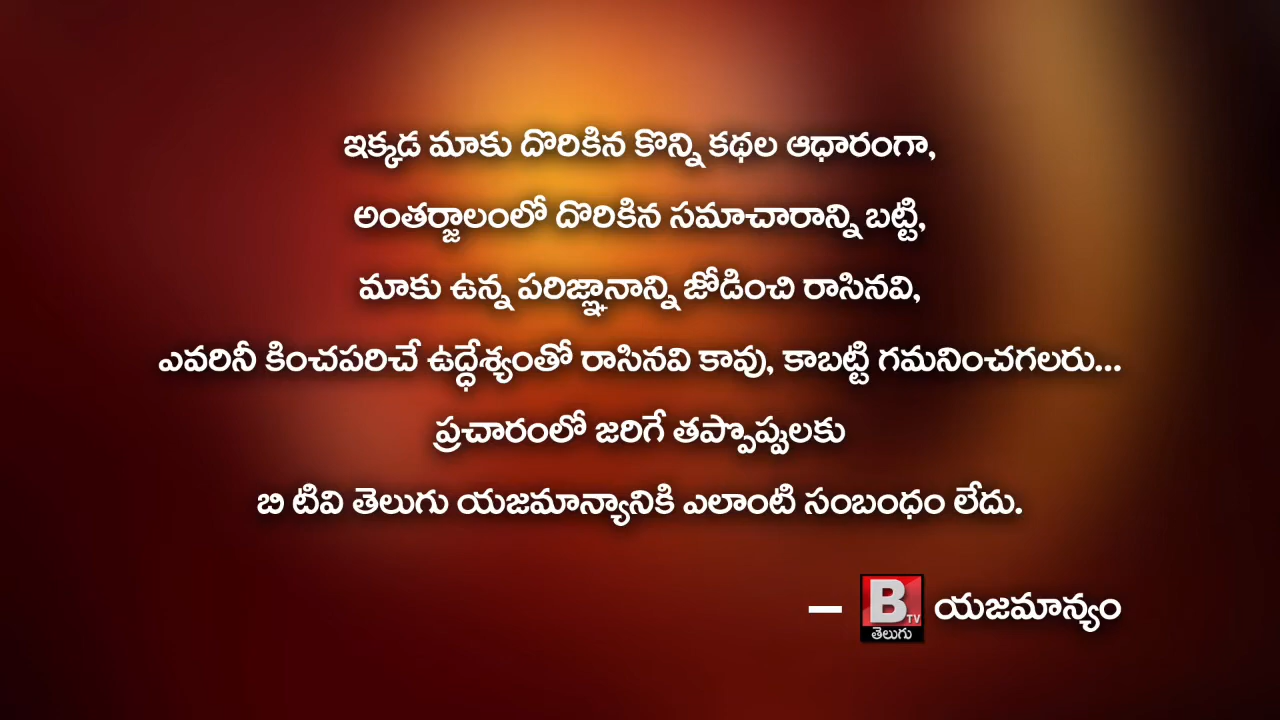 ఇక్కడ మాకు దొరికిన కొన్ని కథల ఆధారంగా,
అంతర్జాలంలో దొరికిన సమాచారాన్ని బట్టి,
మాకు ఉన్న పరిజ్ఞానాన్ని జోడించి రాసినవి,
ఎవరినీ కించపరిచే ఉద్ధేశ్యంతో రాసినవి కావు, కాబట్టి గమనించగలరు...
ప్రచారంలో జరిగే తప్పొప్పులకు
బి టివి తెలుగు యజమాన్యానికి ఎలాంటి సంబంధం లేదు.
– B TV తెలుగు యజమాన్యం